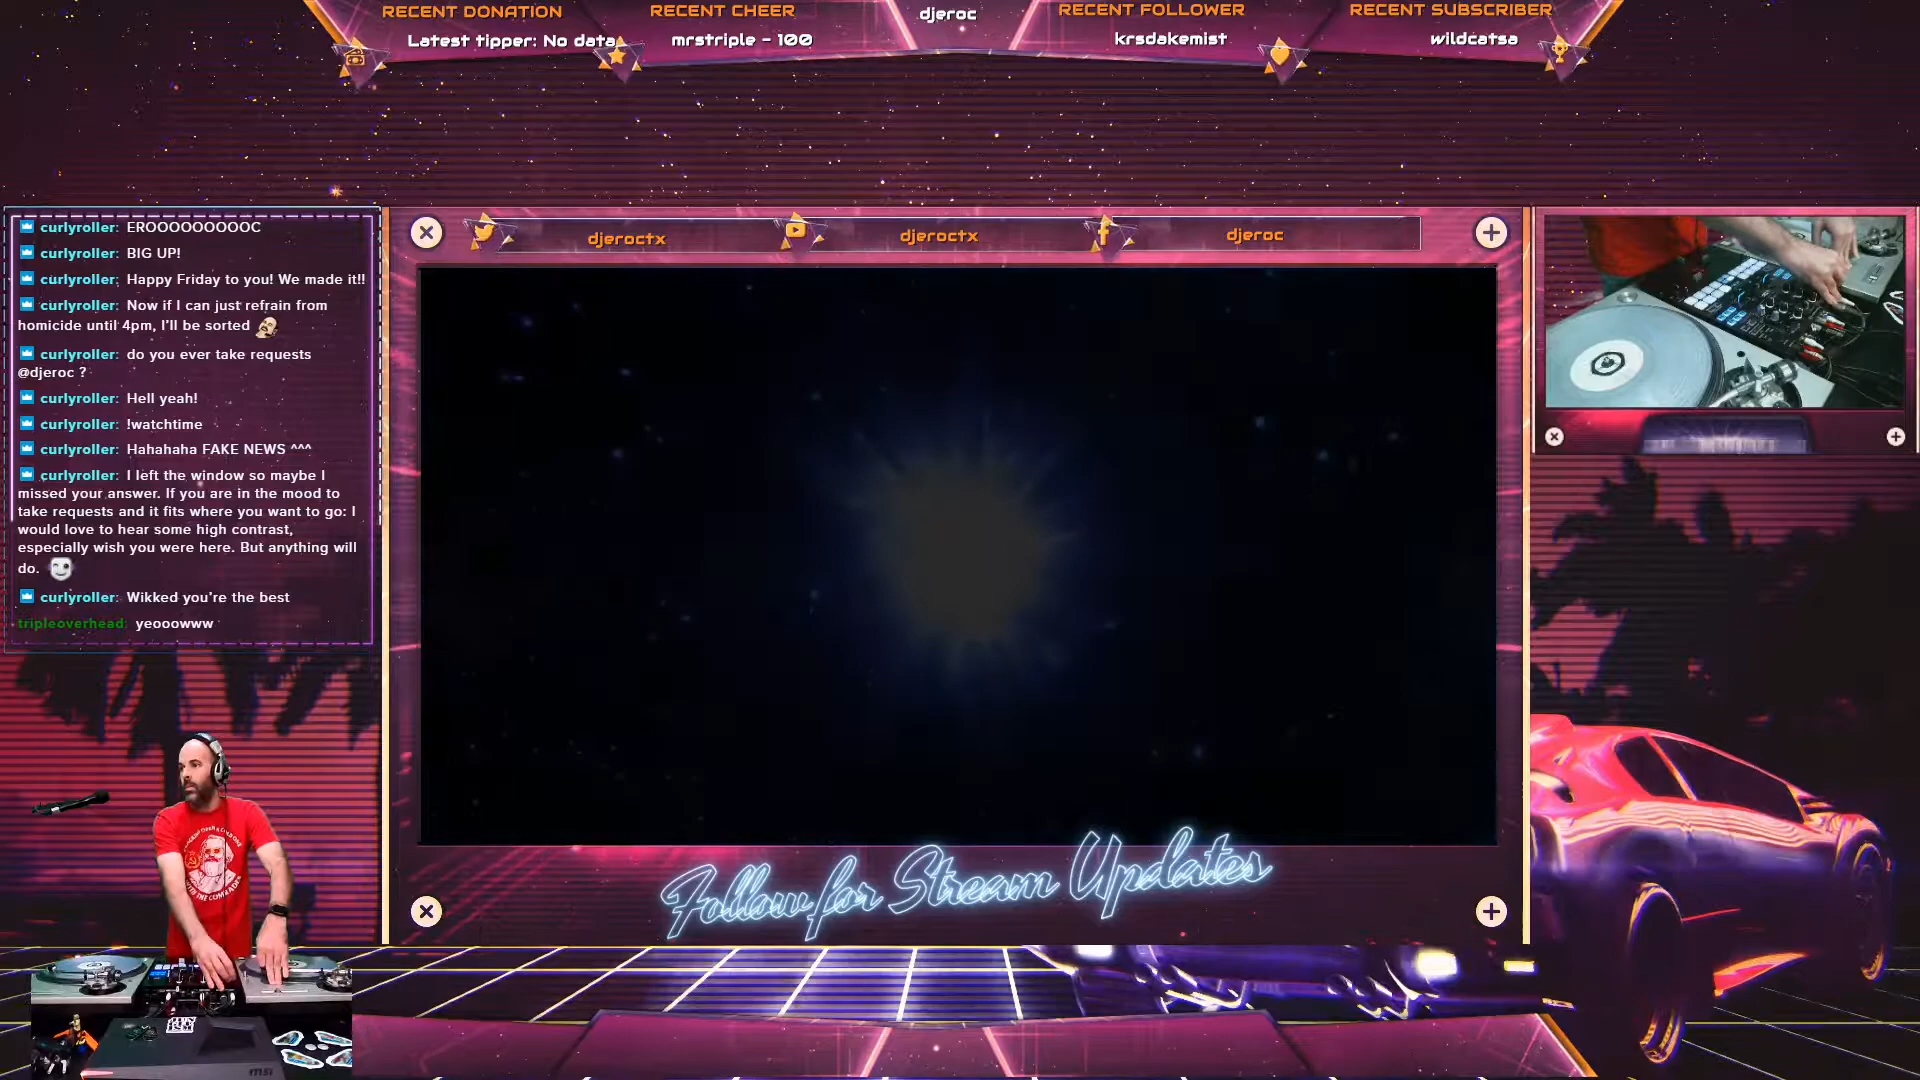 RECENT DONATION
Latest tipper: No data
RECENT CHEER
mrstriple - 100
djeroc
RECENT FOLLOWER
krsdakemist
RECENT SUBSCRIBER
wildcatsa
djeroctx
djeroctx
djeroc
curlyroller: EROOOOOOOOOC
curlyroller: BIG UP!
curlyroller: Happy Friday to you! We made it!!
curlyroller: Now if I can just refrain from
homicide until 4pm, I'll be sorted
curlyroller: do you ever take requests
@djeroc ?
curlyroller: Hell yeah!
curlyroller: !watchtime
curlyroller: Hahahaha FAKE NEWS ^^^
curlyroller: I left the window so maybe I
missed your answer. If you are in the mood to
take requests and it fits where you want to go: I
would love to hear some high contrast,
especially wish you were here. But anything will
do.
curlyroller: Wikked you're the best
tripleoverhead: yeooowww
Follow for Stream Updates
msi